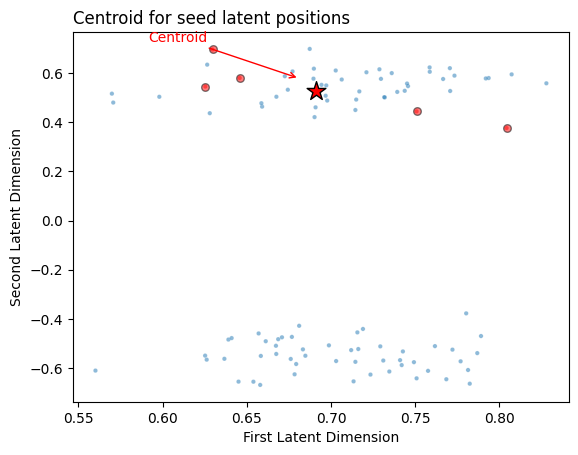 Centroid for seed latent positions
Centroid
0.6
0.4
0.2
0.0
−0.2
−0.4
−0.6
Second Latent Dimension
0.55 0.60 0.65 0.70 0.75 0.80
First Latent Dimension